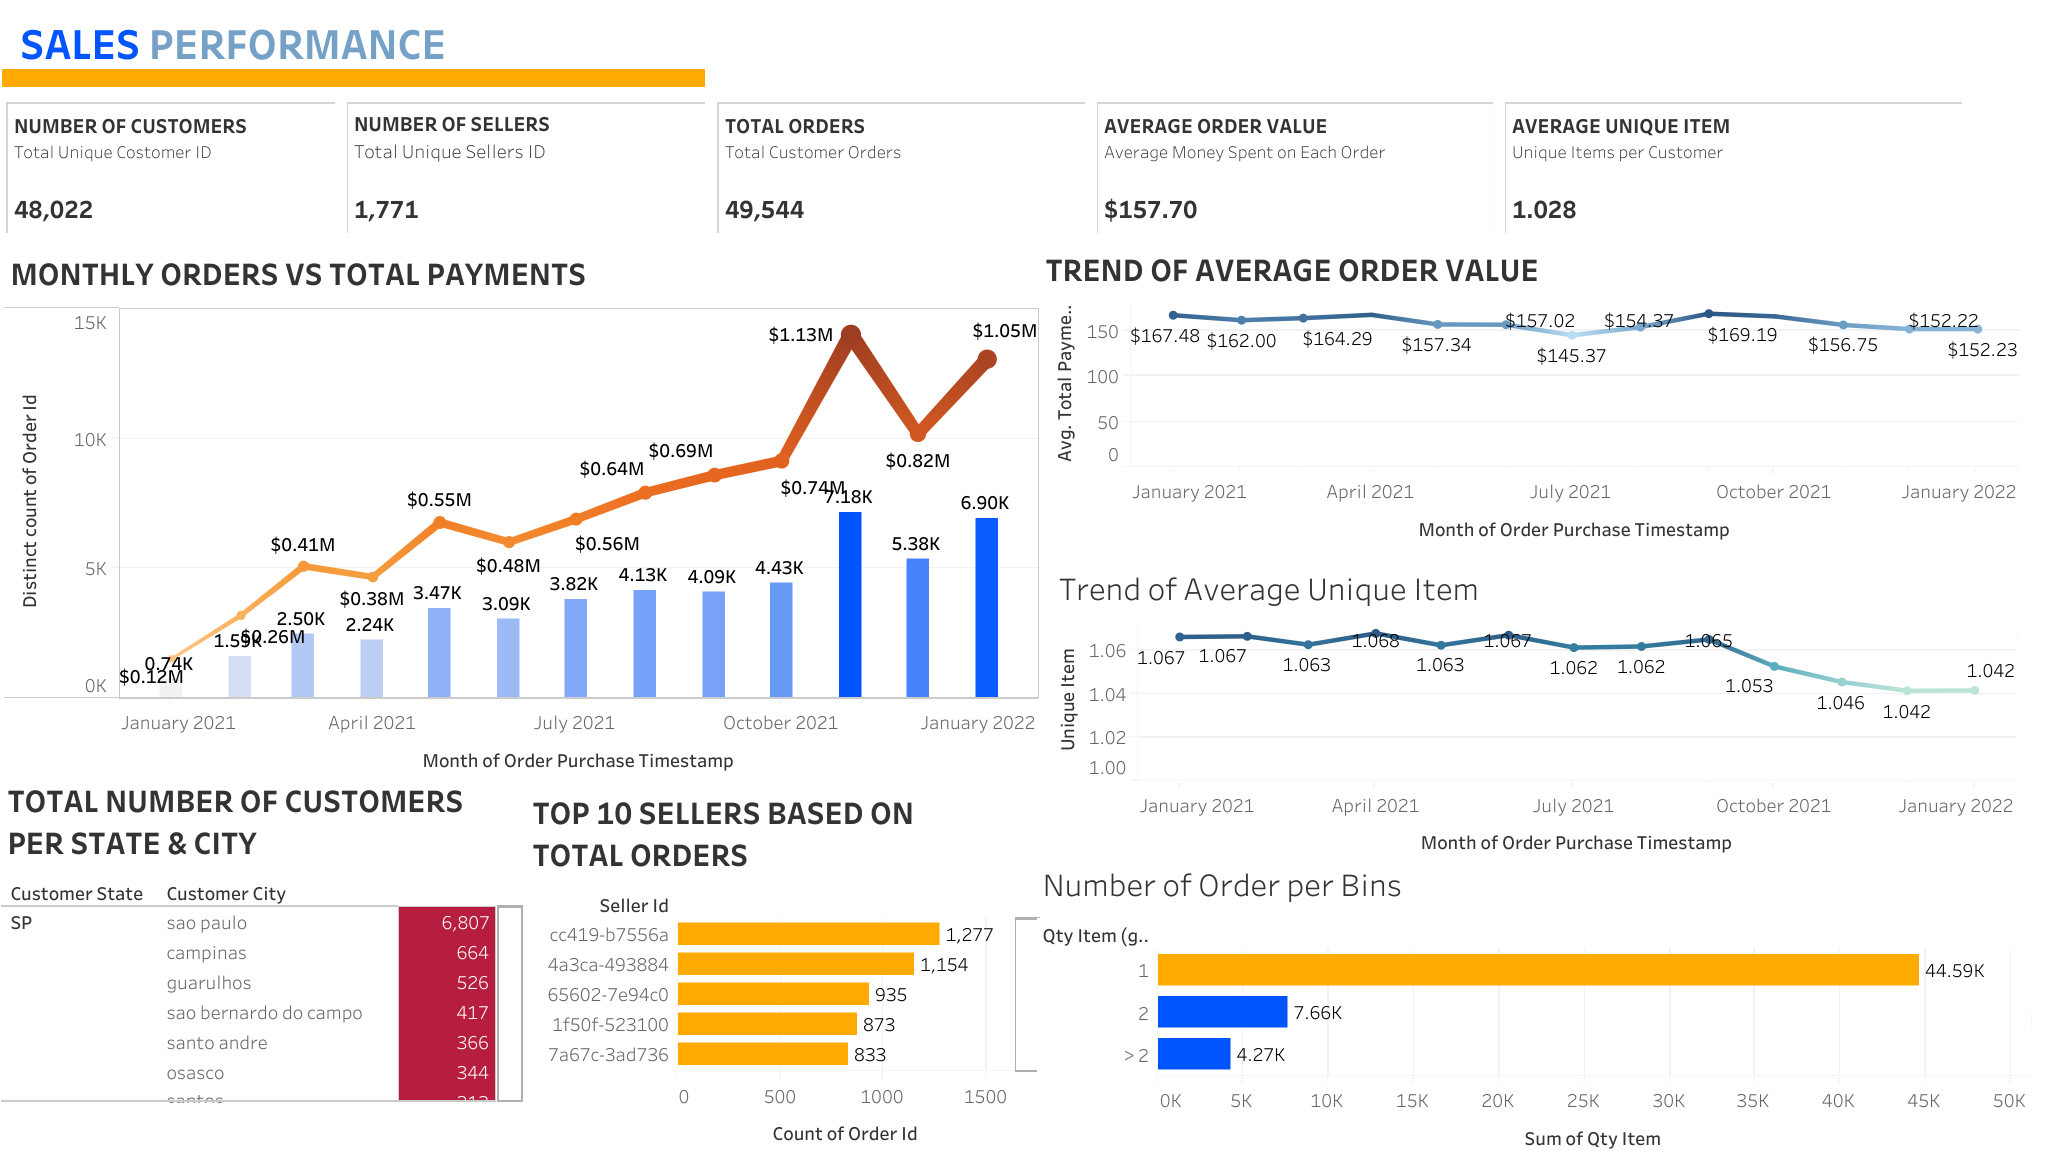 SALES PERFORMANCE
NUMBER OF CUSTOMERS
Total Unique Costomer ID
48,022
NUMBER OF SELLERS
Total Unique Sellers ID
1,771
TOTAL ORDERS
Total Customer Orders
49,544
AVERAGE ORDER VALUE
Average Money Spent on Each Order
$157.70
AVERAGE UNIQUE ITEM
Unique Items per Customer
1.028
MONTHLY ORDERS VS TOTAL PAYMENTS
Distinct count of Order Id
15K
10K
5K
0K
$0.12M
$0.26M
$0.41M
$0.38M
$0.55M
$0.48M
$0.56M
$0.64M
$0.69M
$0.74M
$1.13M
$0.82M
$1.05M
0.74K
1.59K
2.50K
2.24K
3.47K
3.09K
3.82K
4.13K
4.09K
4.43K
7.18K
5.38K
6.90K
January 2021
April 2021
July 2021
October 2021
January 2022
Month of Order Purchase Timestamp
TREND OF AVERAGE ORDER VALUE
Avg. Total Payme..
150
100
50
0
$167.48
$162.00
$164.29
$157.34
$157.02
$145.37
$154.37
$169.19
$156.75
$152.22
$152.23
January 2021
April 2021
July 2021
October 2021
January 2022
Month of Order Purchase Timestamp
Trend of Average Unique Item
Unique Item
1.06
1.04
1.02
1.00
1.067
1.067
1.063
1.068
1.063
1.067
1.062
1.062
1.065
1.053
1.046
1.042
1.042
January 2021
April 2021
July 2021
October 2021
January 2022
Month of Order Purchase Timestamp
TOTAL NUMBER OF CUSTOMERS
PER STATE & CITY
Customer State Customer City
SP sao paulo 6,807
campinas 664
guarulhos 526
sao bernardo do campo 417
santo andre 366
osasco 344
TOP 10 SELLERS BASED ON
TOTAL ORDERS
Seller Id
cc419-b7556a 1,277
4a3ca-493884 1,154
65602-7e94c0 935
1f50f-523100 873
7a67c-3ad736 833
0 500 1000 1500
Count of Order Id
Number of Order per Bins
Qty Item (g..
1 44.59K
2 7.66K
>2 4.27K
0K 5K 10K 15K 20K 25K 30K 35K 40K 45K 50K
Sum of Qty Item